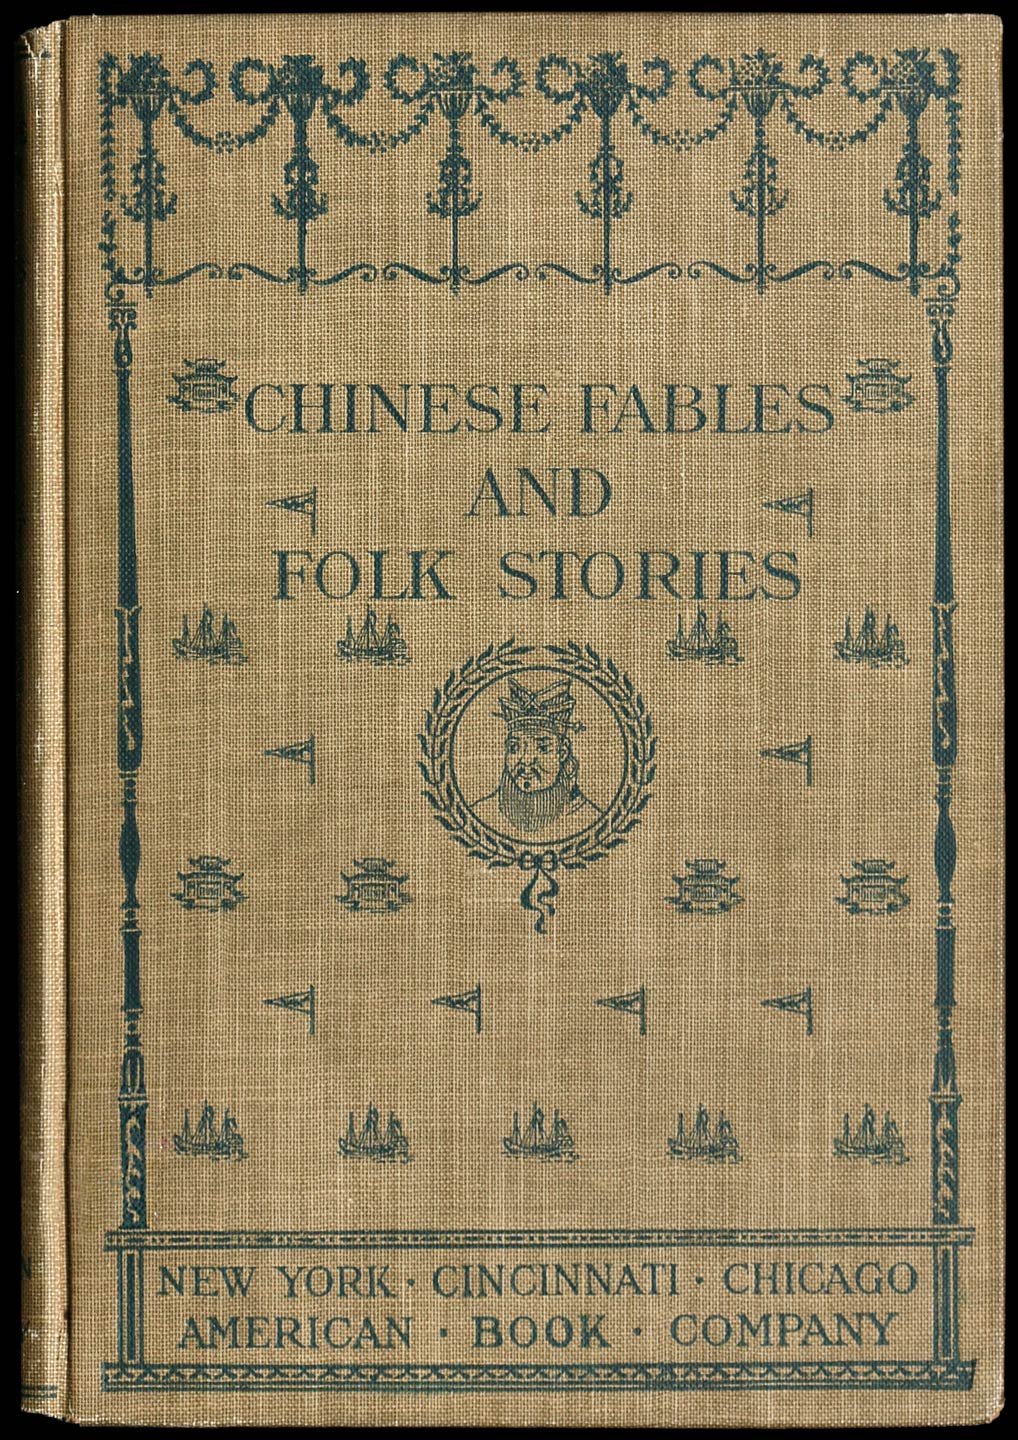 CHINESE FABLES
AND
FOLK STORIES
NEW YORK · CINCINNATI · CHICAGO
AMERICAN · BOOK · COMPANY